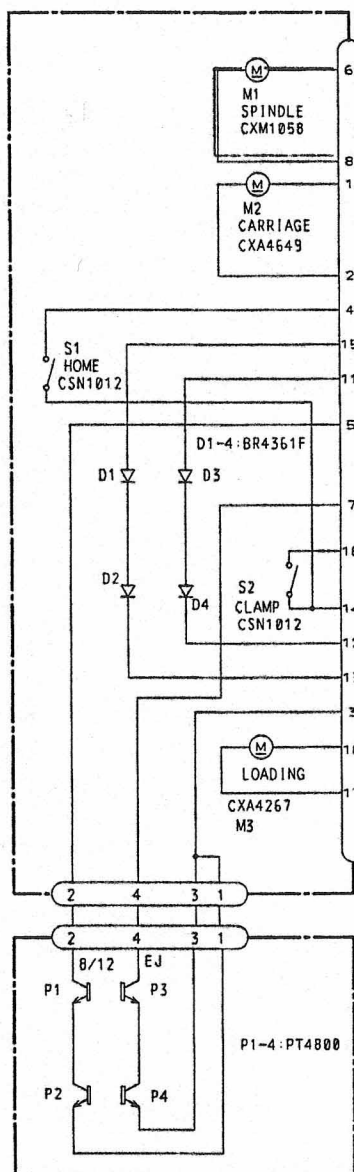 6
M
M1
SPINDLE
CXM1058
8
1
M
M2
CARRIAGE
CXA4649
2
4
S1
HOME
CSN1012
15
11
5
D1-4:BR4361F
D1
D3
7
16
D2
D4
S2
CLAMP
CSN1012
14
12
3
M
LOADING
CXA4267
M3
2
4
3
1
2
4
3
1
8/12
EJ
P1
P3
P1-4:PT4800
P2
P4